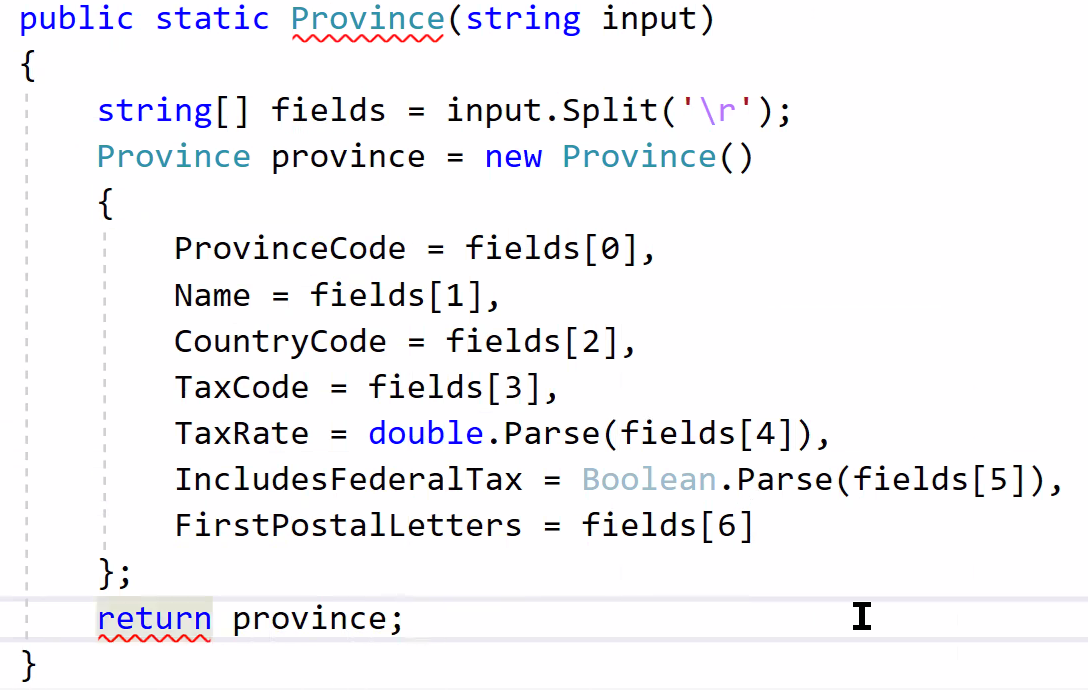 public static Province(string input)
{
string[] fields = input.Split('\r');
Province province = new Province()
{
ProvinceCode = fields[0],
Name = fields[1],
CountryCode = fields[2],
TaxCode = fields[3],
TaxRate = double.Parse(fields[4]),
IncludesFederalTax = Boolean.Parse(fields[5]),
FirstPostalLetters = fields[6]
};
return province;
}